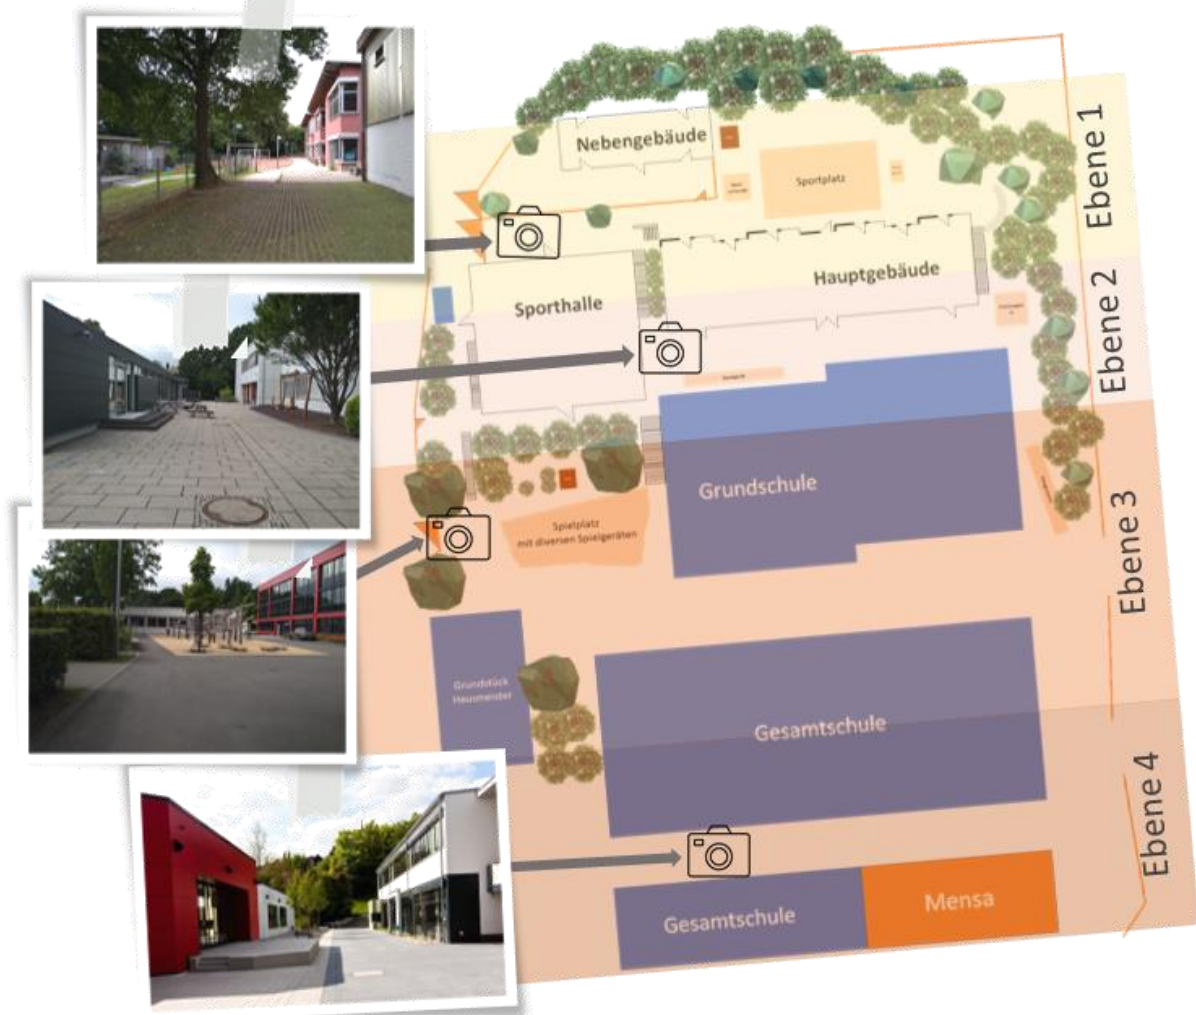 Nebengebäude
Sportplatz
Ebene 1
Sporthalle
Hauptgebäude
Ebene 2
Grundschule
Spielplatz
mit diversen Spielgeräten
Ebene 3
Grundstück
Hausmeister
Gesamtschule
Ebene 4
Gesamtschule
Mensa